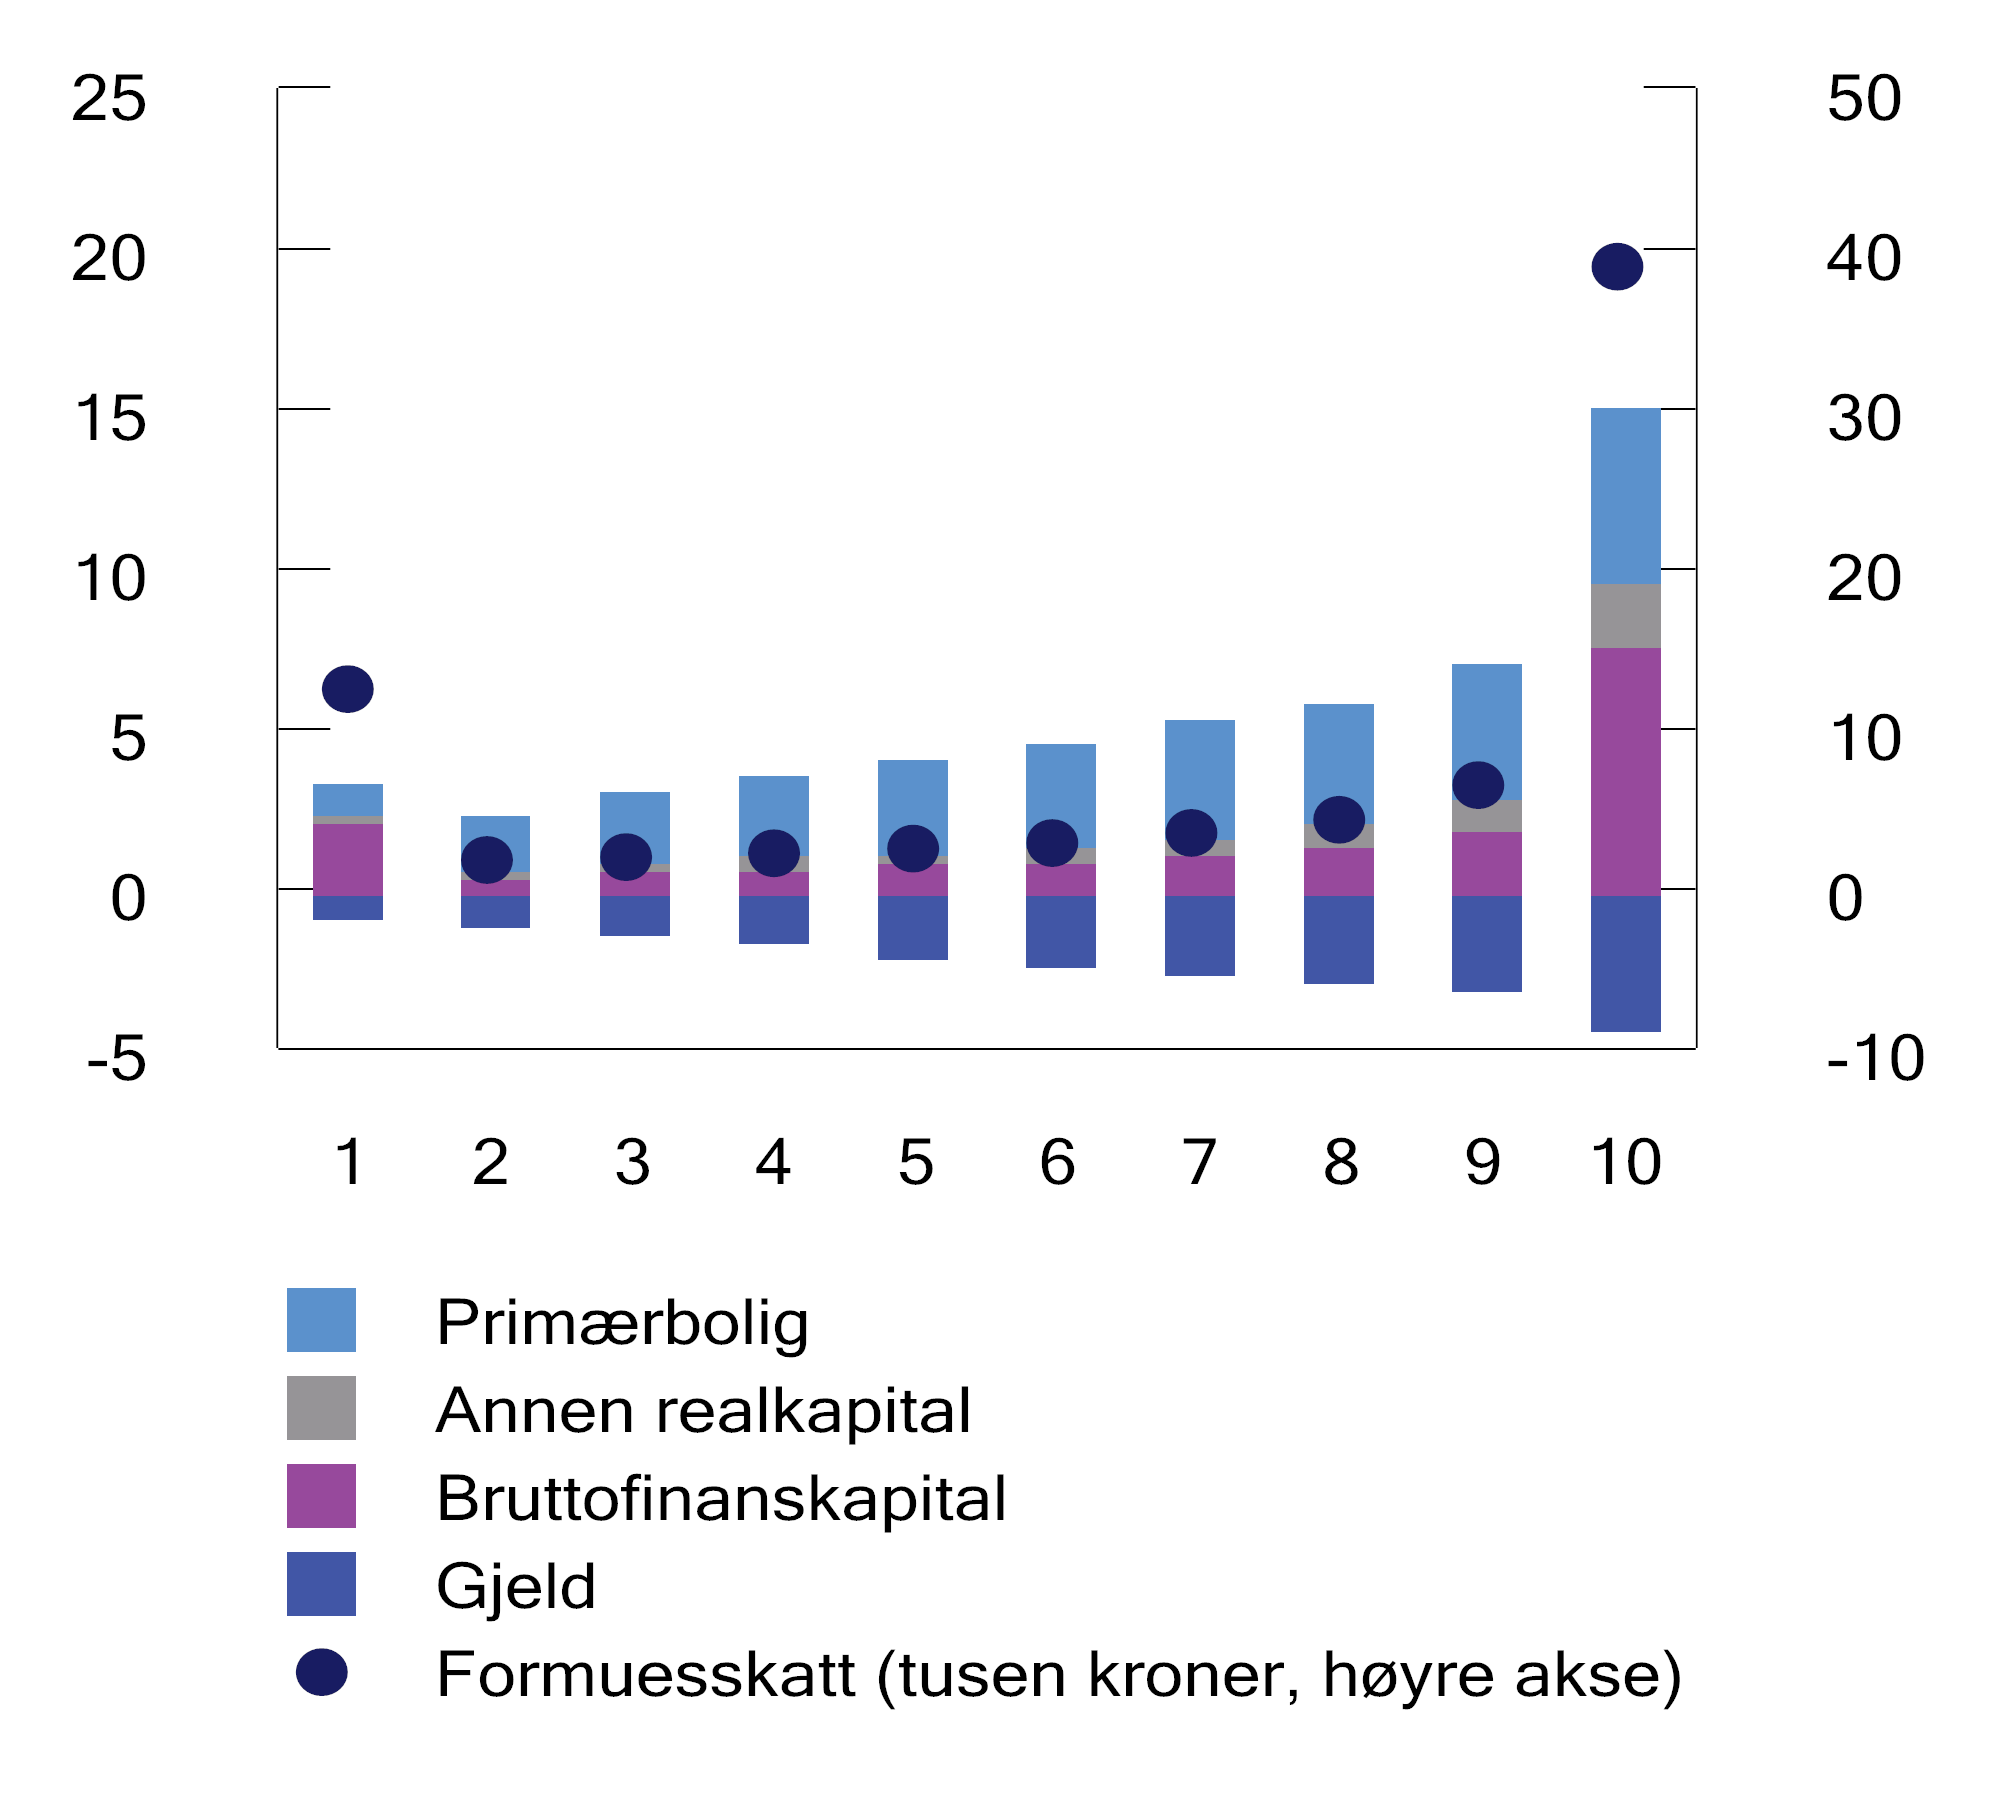 25 50
20 40
15 30
10 20
5 10
0 0
-5 -10
1 2 3 4 5 6 7 8 9 10
Primærbolig
Annen realkapital
Bruttofinanskapital
Gjeld
Formuesskatt (tusen kroner, høyre akse)